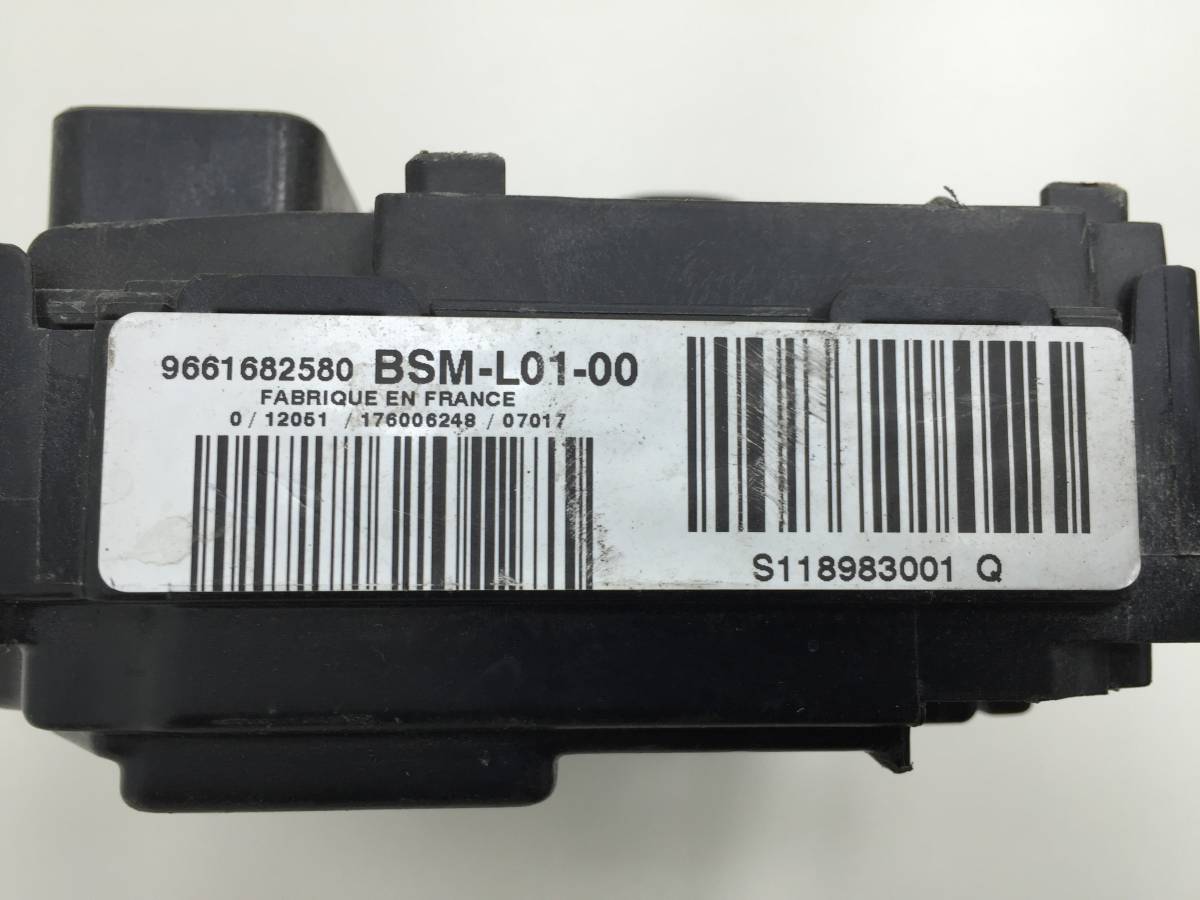 9661682580 BSM-L01-00
FABRIQUE EN FRANCE
0 / 12051 / 176006248 / 07017
S118983001 Q